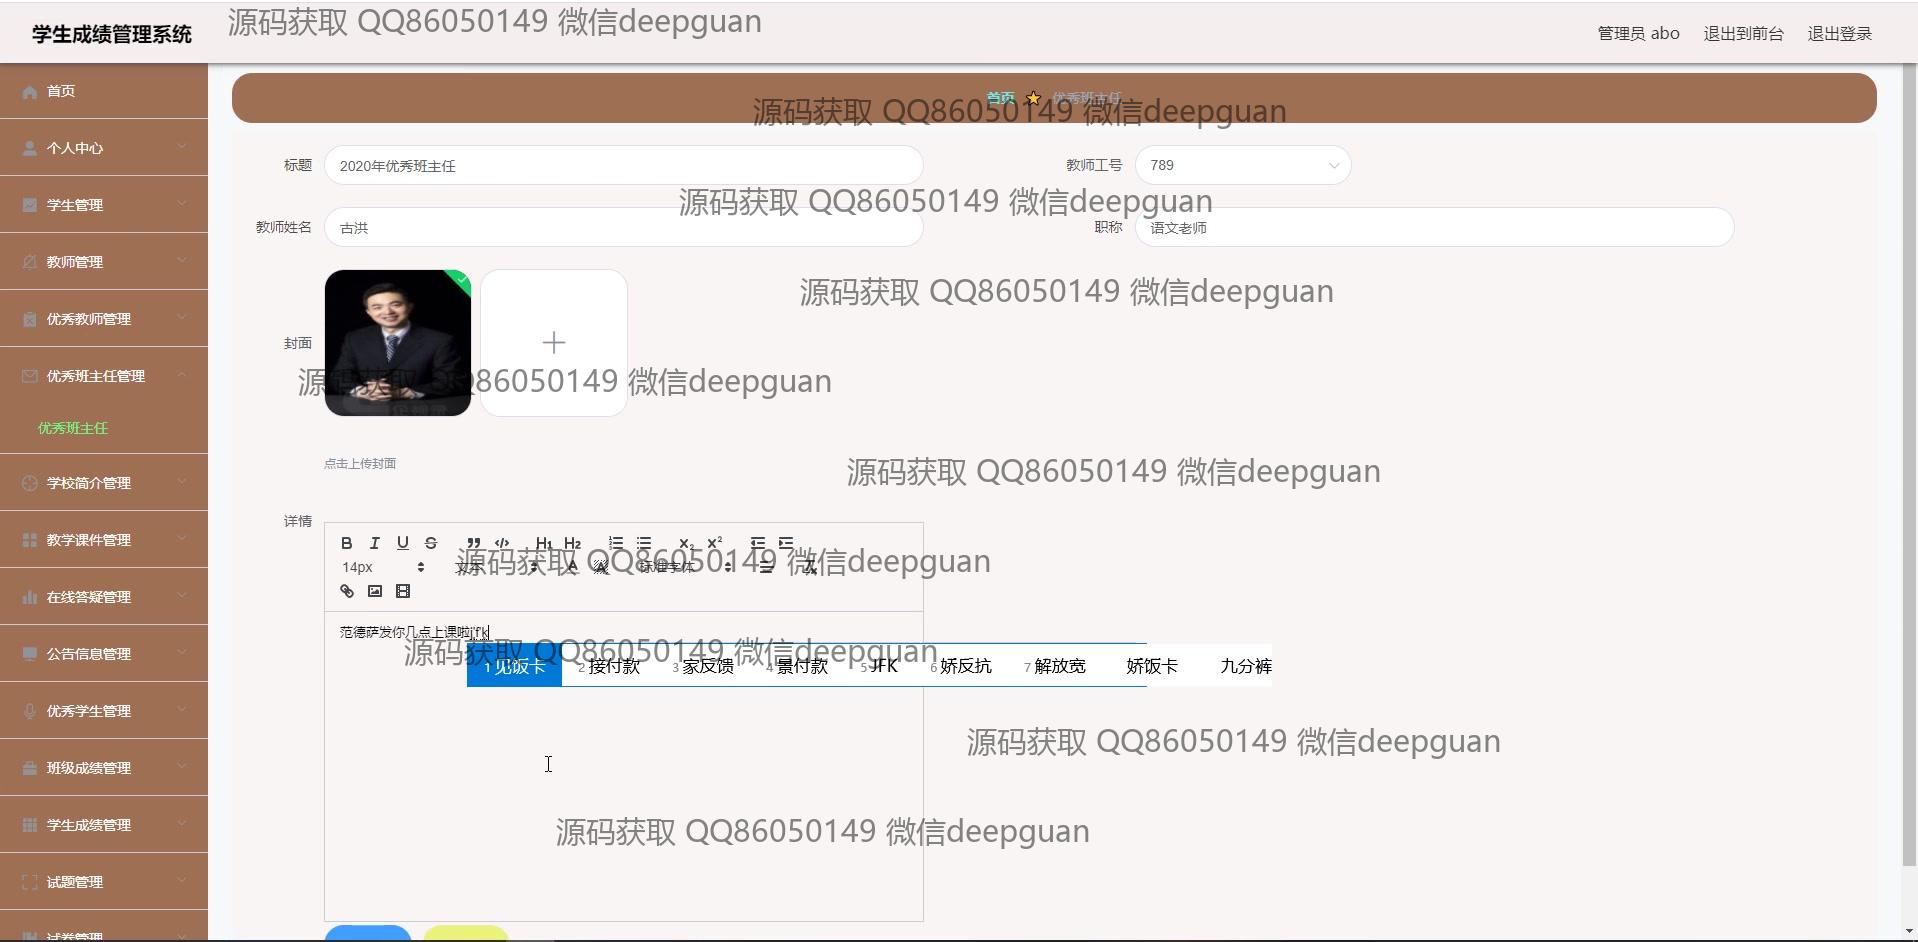 学生成绩管理系统
源码获取 QQ86050149 微信deepguan
管理员 abo 退出到前台 退出登录
首页
个人中心
学生管理
教师管理
优秀教师管理
优秀班主任管理
优秀班主任
学校简介管理
教学课件管理
在线答疑管理
公告信息管理
优秀学生管理
班级成绩管理
学生成绩管理
试题管理
试卷管理
首页 优秀班主任
源码获取 QQ86050149 微信deepguan
标题 2020年优秀班主任 教师工号 789
源码获取 QQ86050149 微信deepguan
教师姓名 古洪 职称 语文老师
源码获取 QQ86050149 微信deepguan
封面
源码获取 QQ86050149 微信deepguan
点击上传封面
源码获取 QQ86050149 微信deepguan
详情
B I U S H1 H2 X2 X2
14px 文本 A A 标准字体
源码获取 QQ86050149 微信deepguan
范德萨发你几点上课啦jfk
源码获取 QQ86050149 微信deepguan
1 见饭卡 2 接付款 3 家反馈 4 景付款 5 JFK 6 娇反抗 7 解放宽 娇饭卡 九分裤
源码获取 QQ86050149 微信deepguan
源码获取 QQ86050149 微信deepguan